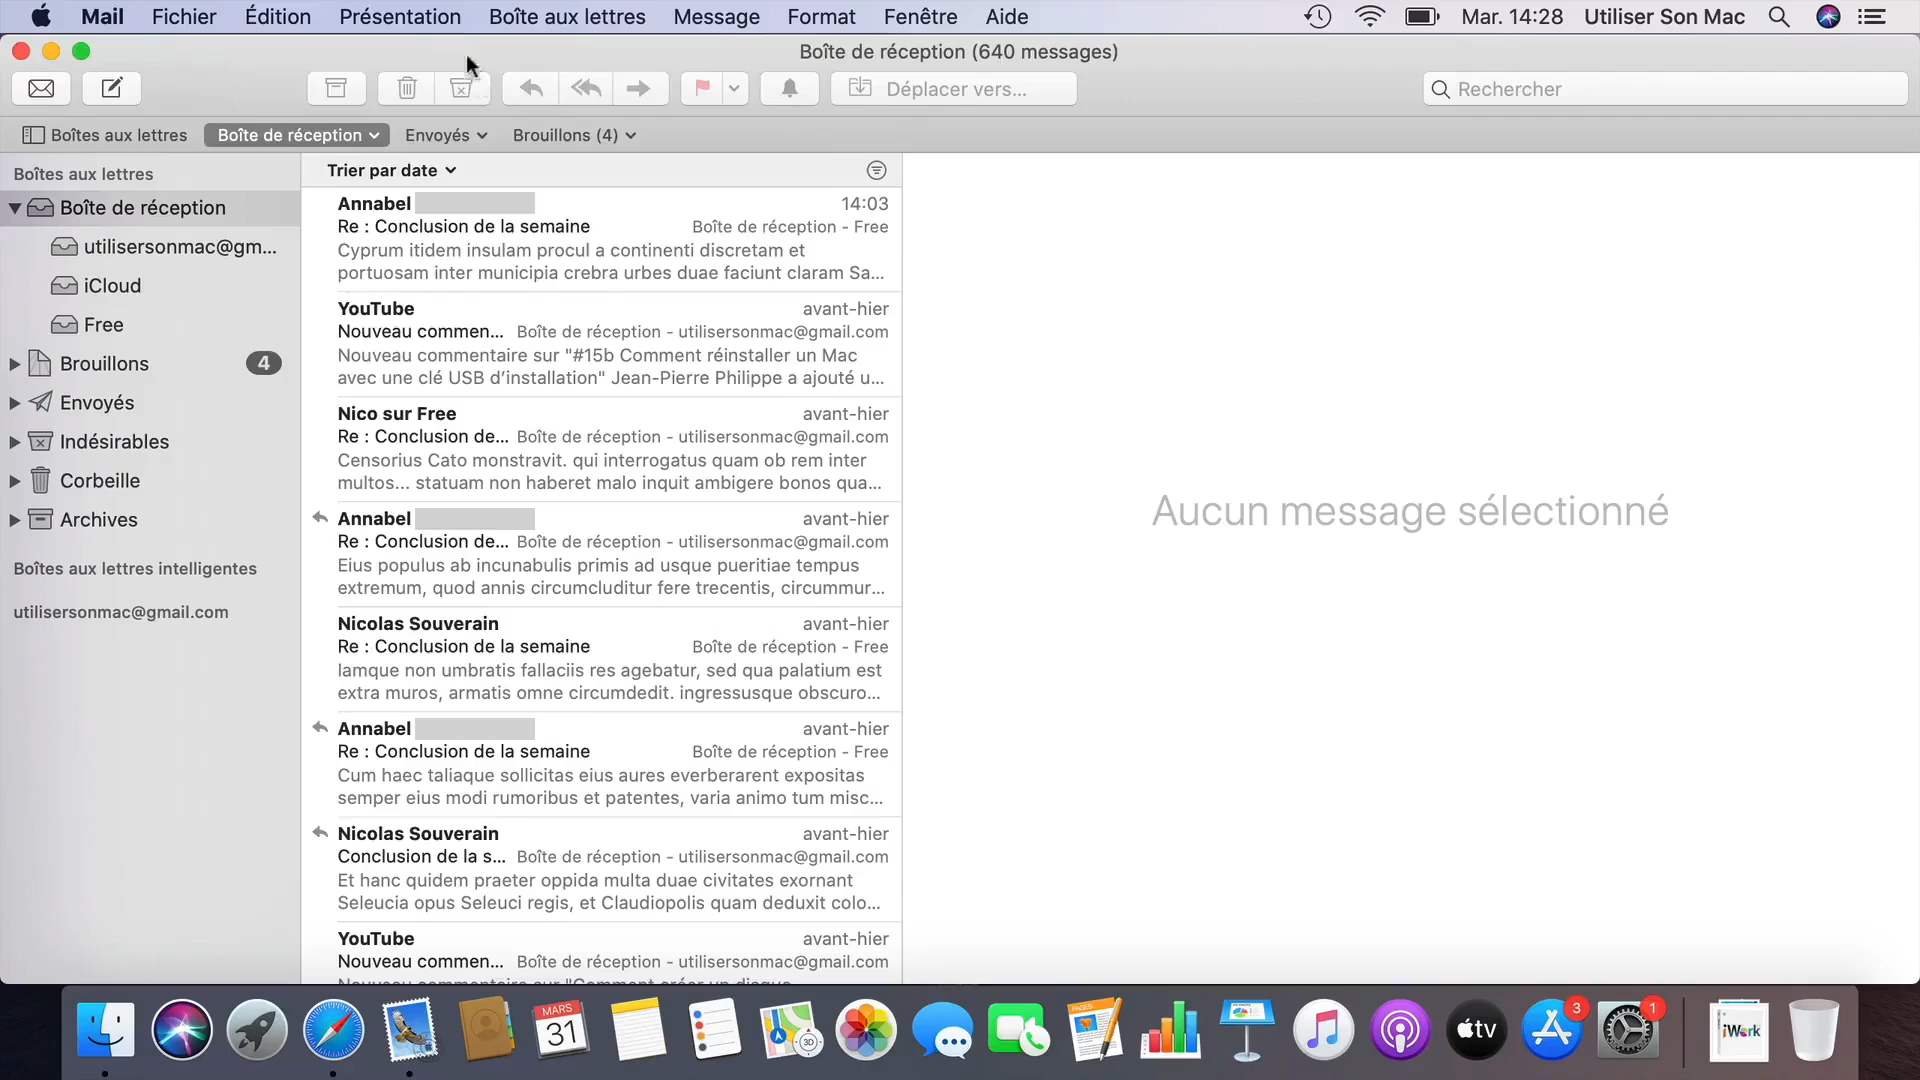 Mail Fichier Édition Présentation Boîte aux lettres Message Format Fenêtre Aide Mar. 14:28 Utiliser Son Mac
Boîte de réception (640 messages)
Déplacer vers... Rechercher
Boîtes aux lettres Boîte de réception Envoyés Brouillons (4)
Boîtes aux lettres
Boîte de réception
utilisersonmac@gm...
iCloud
Free
Brouillons 4
Envoyés
Indésirables
Corbeille
Archives
Boîtes aux lettres intelligentes
utilisersonmac@gmail.com
Trier par date
Annabel 14:03
Re : Conclusion de la semaine Boîte de réception - Free
Cyprum itidem insulam procul a continenti discretam et
portuosam inter municipia crebra urbes duae faciunt claram Sa...
YouTube avant-hier
Nouveau commen... Boîte de réception - utilisersonmac@gmail.com
Nouveau commentaire sur "#15b Comment réinstaller un Mac
avec une clé USB d'installation" Jean-Pierre Philippe a ajouté u...
Nico sur Free avant-hier
Re : Conclusion de... Boîte de réception - utilisersonmac@gmail.com
Censorius Cato monstravit. qui interrogatus quam ob rem inter
multos... statuam non haberet malo inquit ambigere bonos qua...
Annabel avant-hier
Re : Conclusion de... Boîte de réception - utilisersonmac@gmail.com
Eius populus ab incunabulis primis ad usque pueritiae tempus
extremum, quod annis circumcluditur fere trecentis, circummur...
Nicolas Souverain avant-hier
Re : Conclusion de la semaine Boîte de réception - Free
Iamque non umbratis fallaciis res agebatur, sed qua palatium est
extra muros, armatis omne circumdedit. ingressusque obscuro...
Annabel avant-hier
Re : Conclusion de la semaine Boîte de réception - Free
Cum haec taliaque sollicitas eius aures everberarent expositas
semper eius modi rumoribus et patentes, varia animo tum misc...
Nicolas Souverain avant-hier
Conclusion de la s... Boîte de réception - utilisersonmac@gmail.com
Et hanc quidem praeter oppida multa duae civitates exornant
Seleucia opus Seleuci regis, et Claudiopolis quam deduxit colo...
YouTube avant-hier
Nouveau commen... Boîte de réception - utilisersonmac@gmail.com
Nouveau commentaire sur "Comment créer un disque
Aucun message sélectionné
MARS
31
3D
PAGES
tv
3
1
iWork